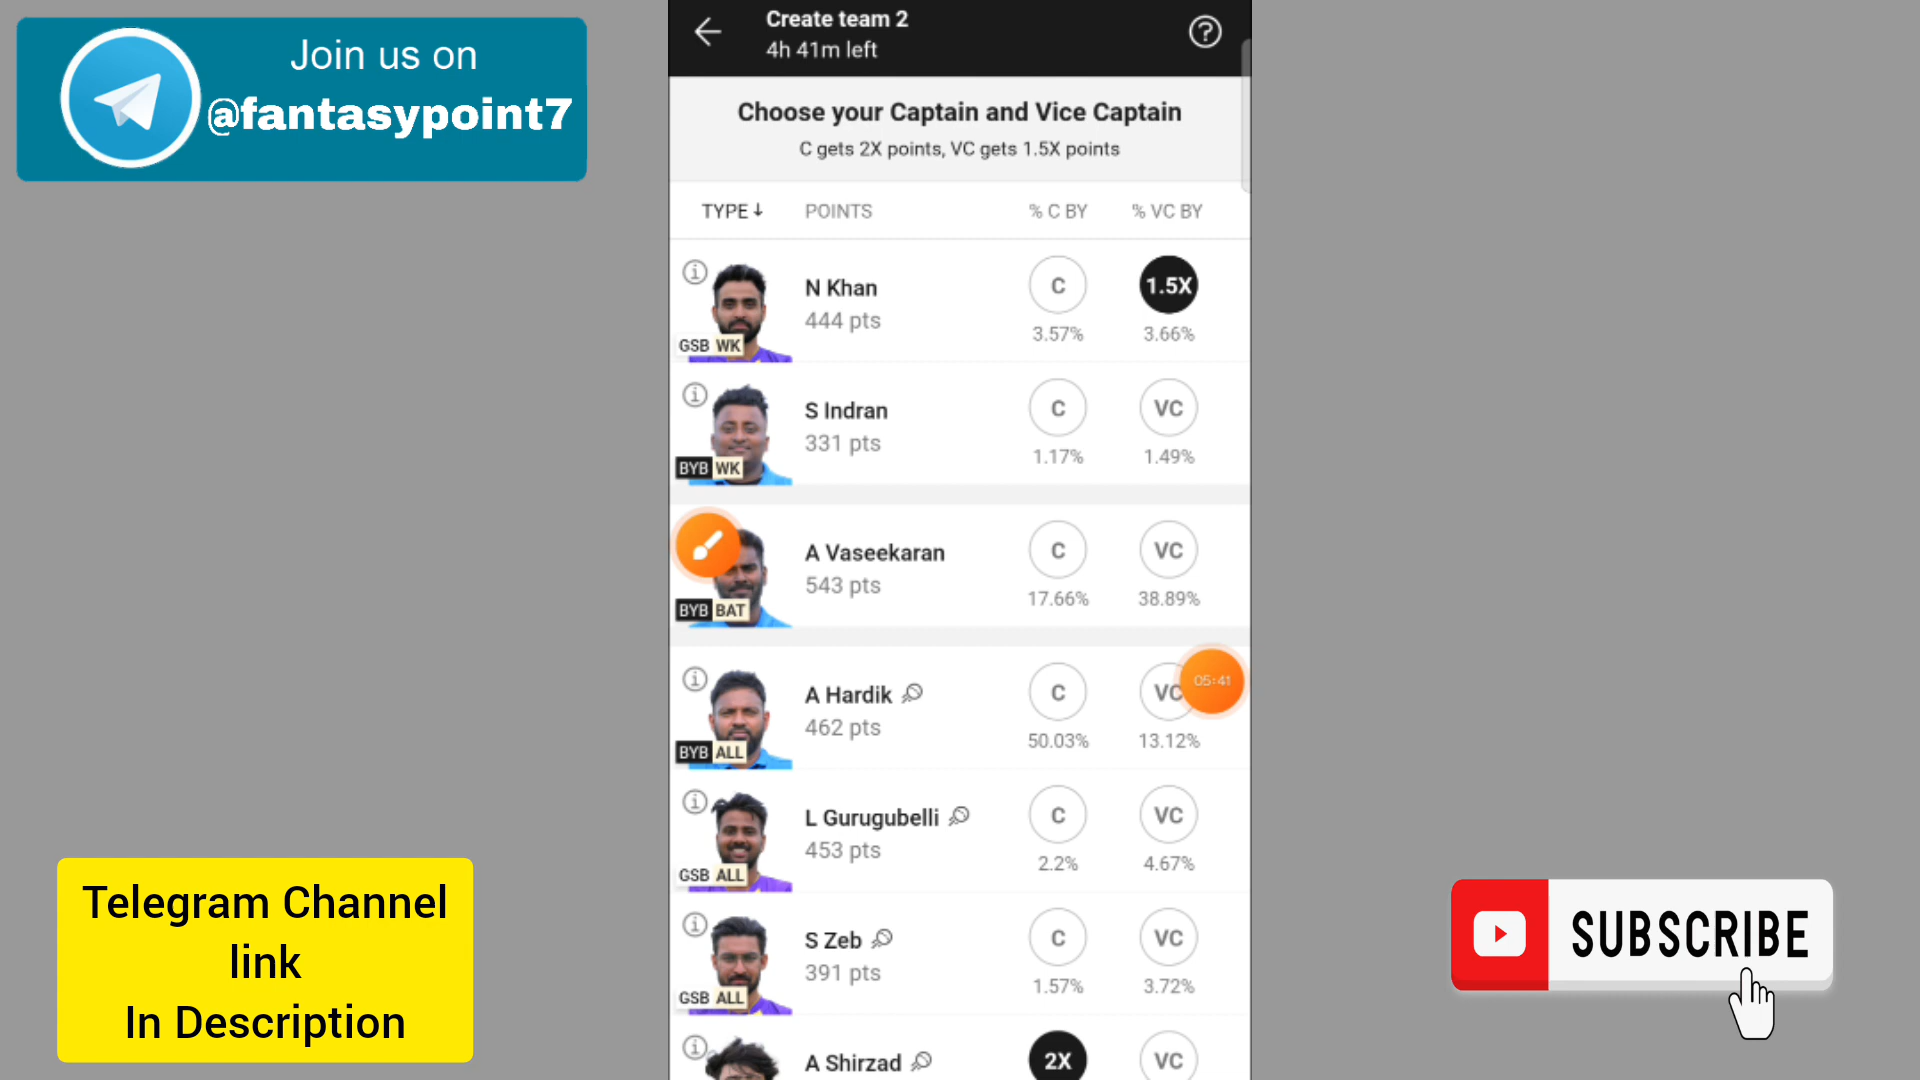 Join us on
@fantasypoint7
Create team 2
4h 41m left
?
Choose your Captain and Vice Captain
C gets 2X points, VC gets 1.5X points
TYPE↓ POINTS % C BY % VC BY
N Khan
444 pts
GSB WK
C 1.5X
3.57% 3.66%
S Indran
331 pts
BYB WK
C VC
1.17% 1.49%
A Vaseekaran
543 pts
BYB BAT
C VC
17.66% 38.89%
A Hardik
462 pts
BYB ALL
C VC
05:41
50.03% 13.12%
L Gurugubelli
453 pts
GSB ALL
C VC
2.2% 4.67%
S Zeb
391 pts
GSB ALL
C VC
1.57% 3.72%
A Shirzad
2X VC
Telegram Channel
link
In Description
SUBSCRIBE